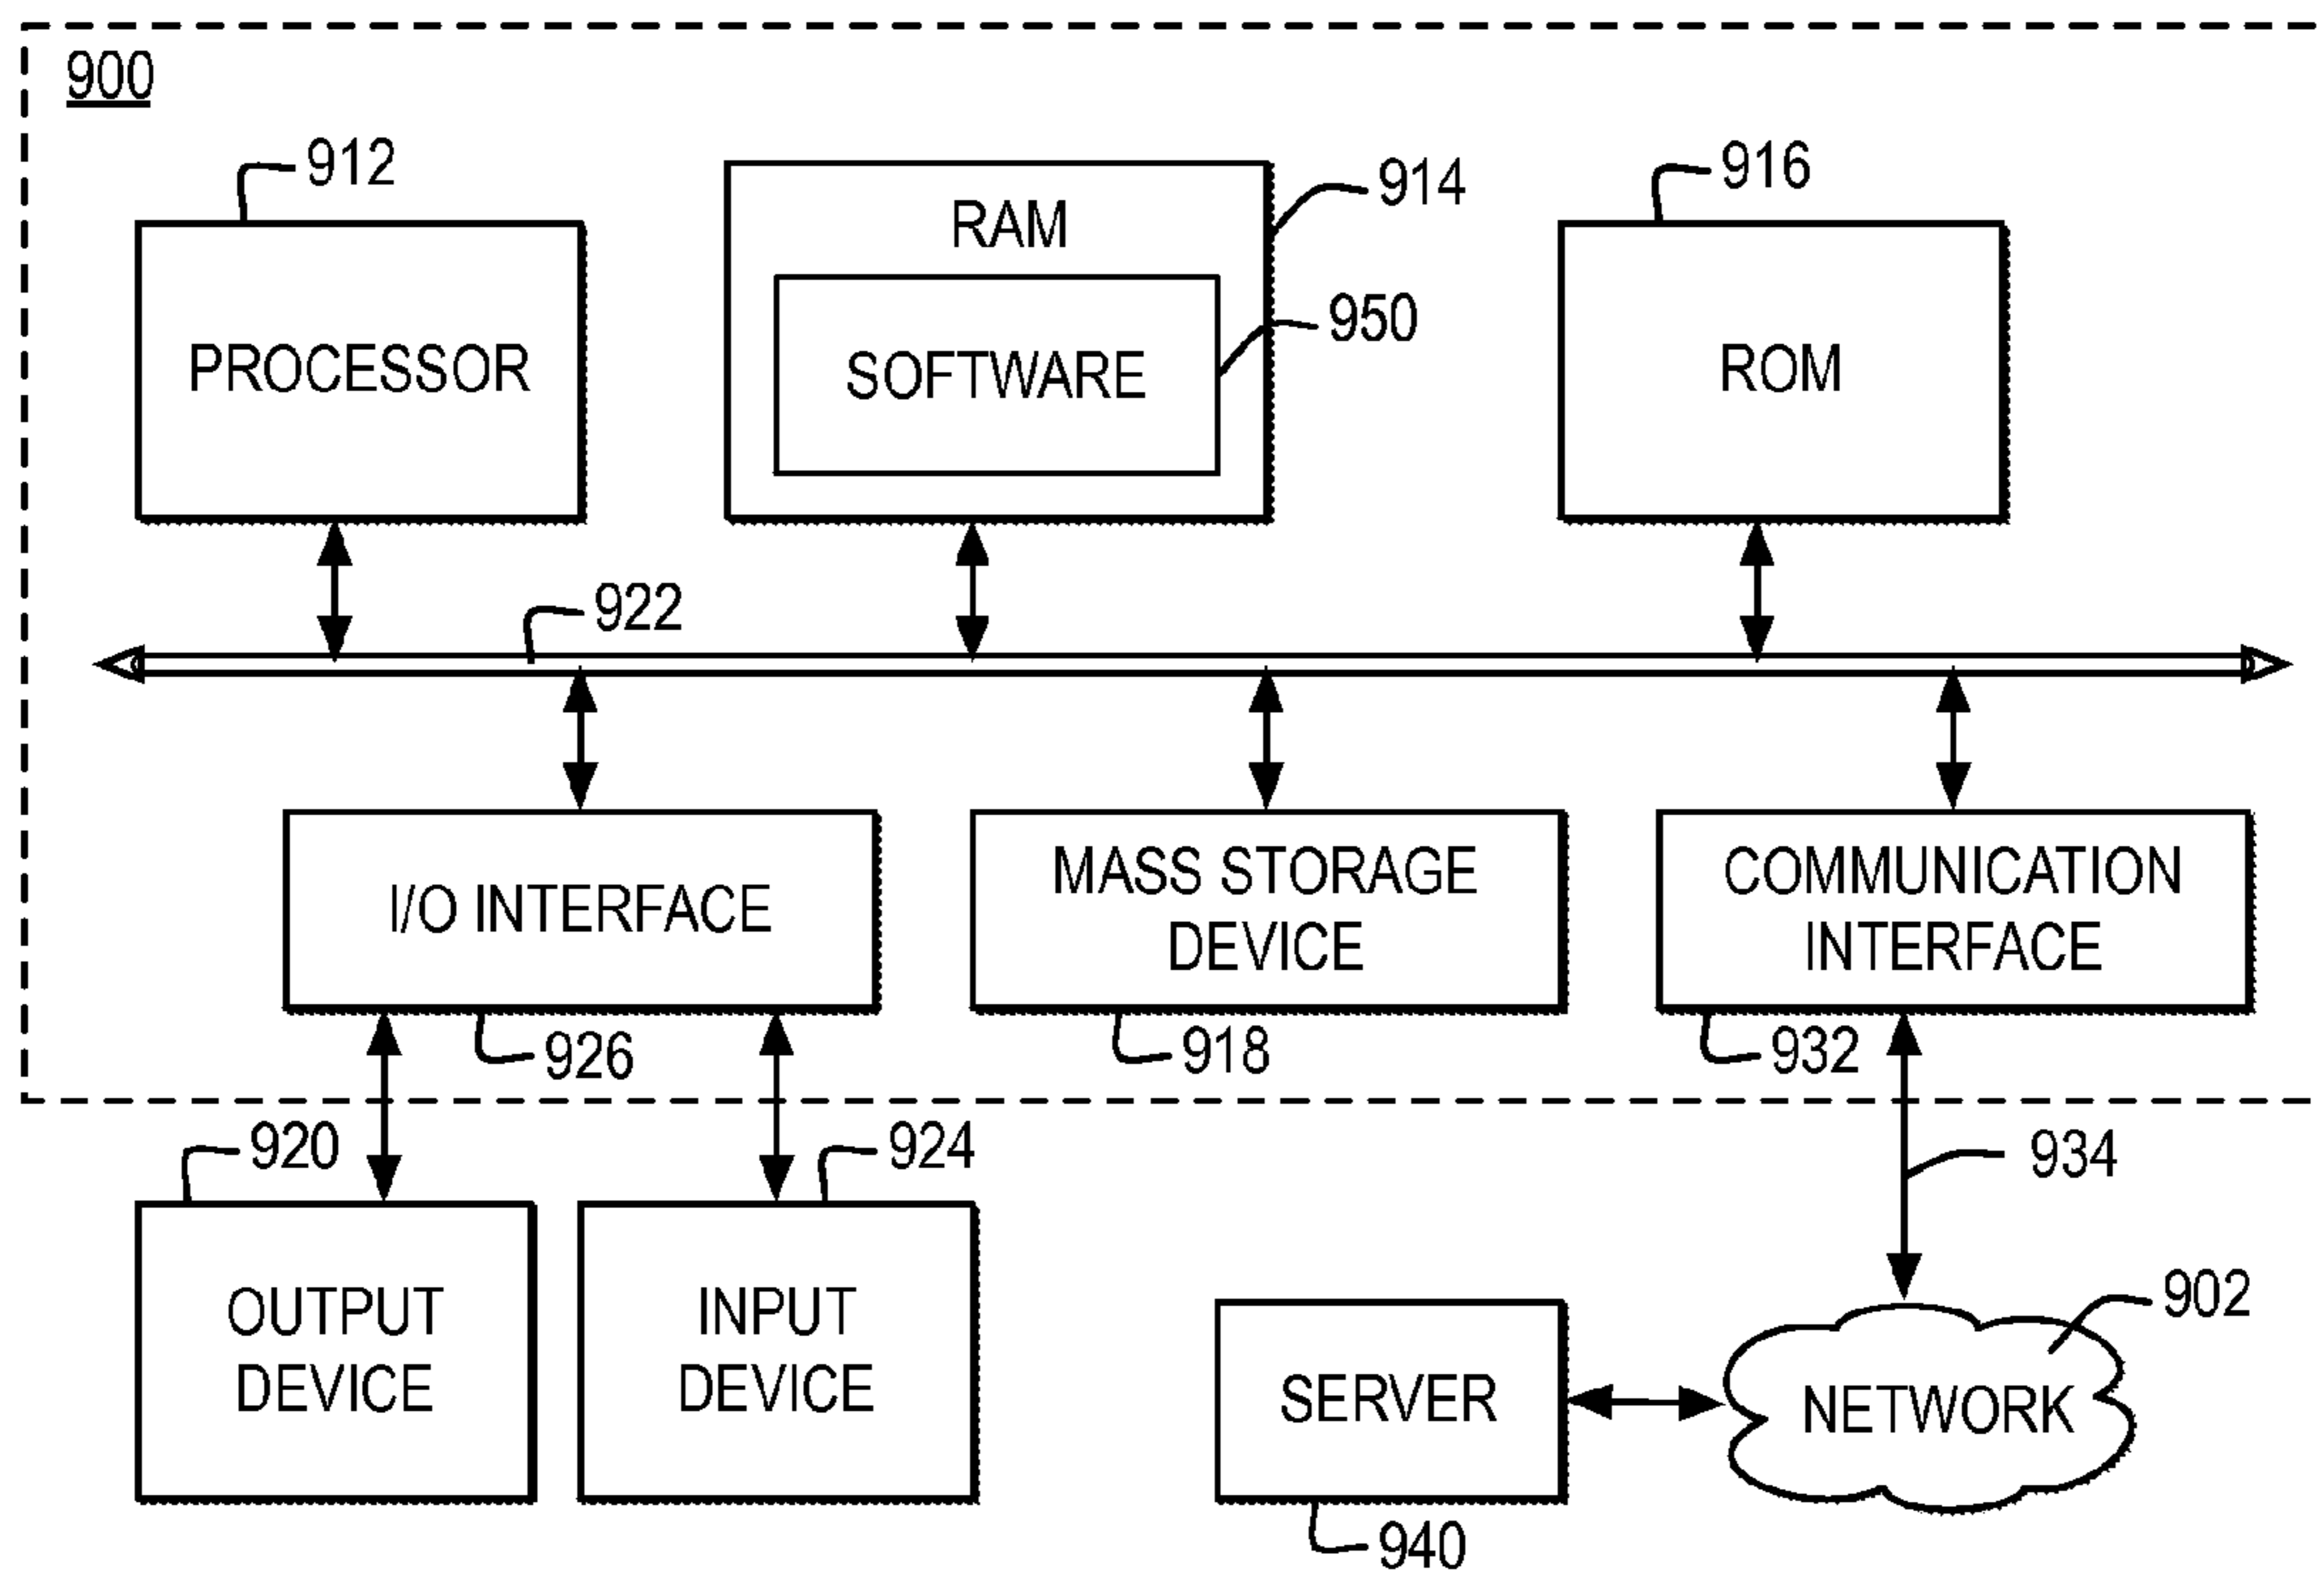 900
912
914
916
RAM
950
PROCESSOR
SOFTWARE
ROM
922
I/O INTERFACE
MASS STORAGE
DEVICE
COMMUNICATION
INTERFACE
926
918
932
920
924
934
OUTPUT
DEVICE
INPUT
DEVICE
902
SERVER
NETWORK
940